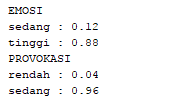 EMOSI
sedang : 0.12
tinggi : 0.88
PROVOKASI
rendah : 0.04
sedang : 0.96